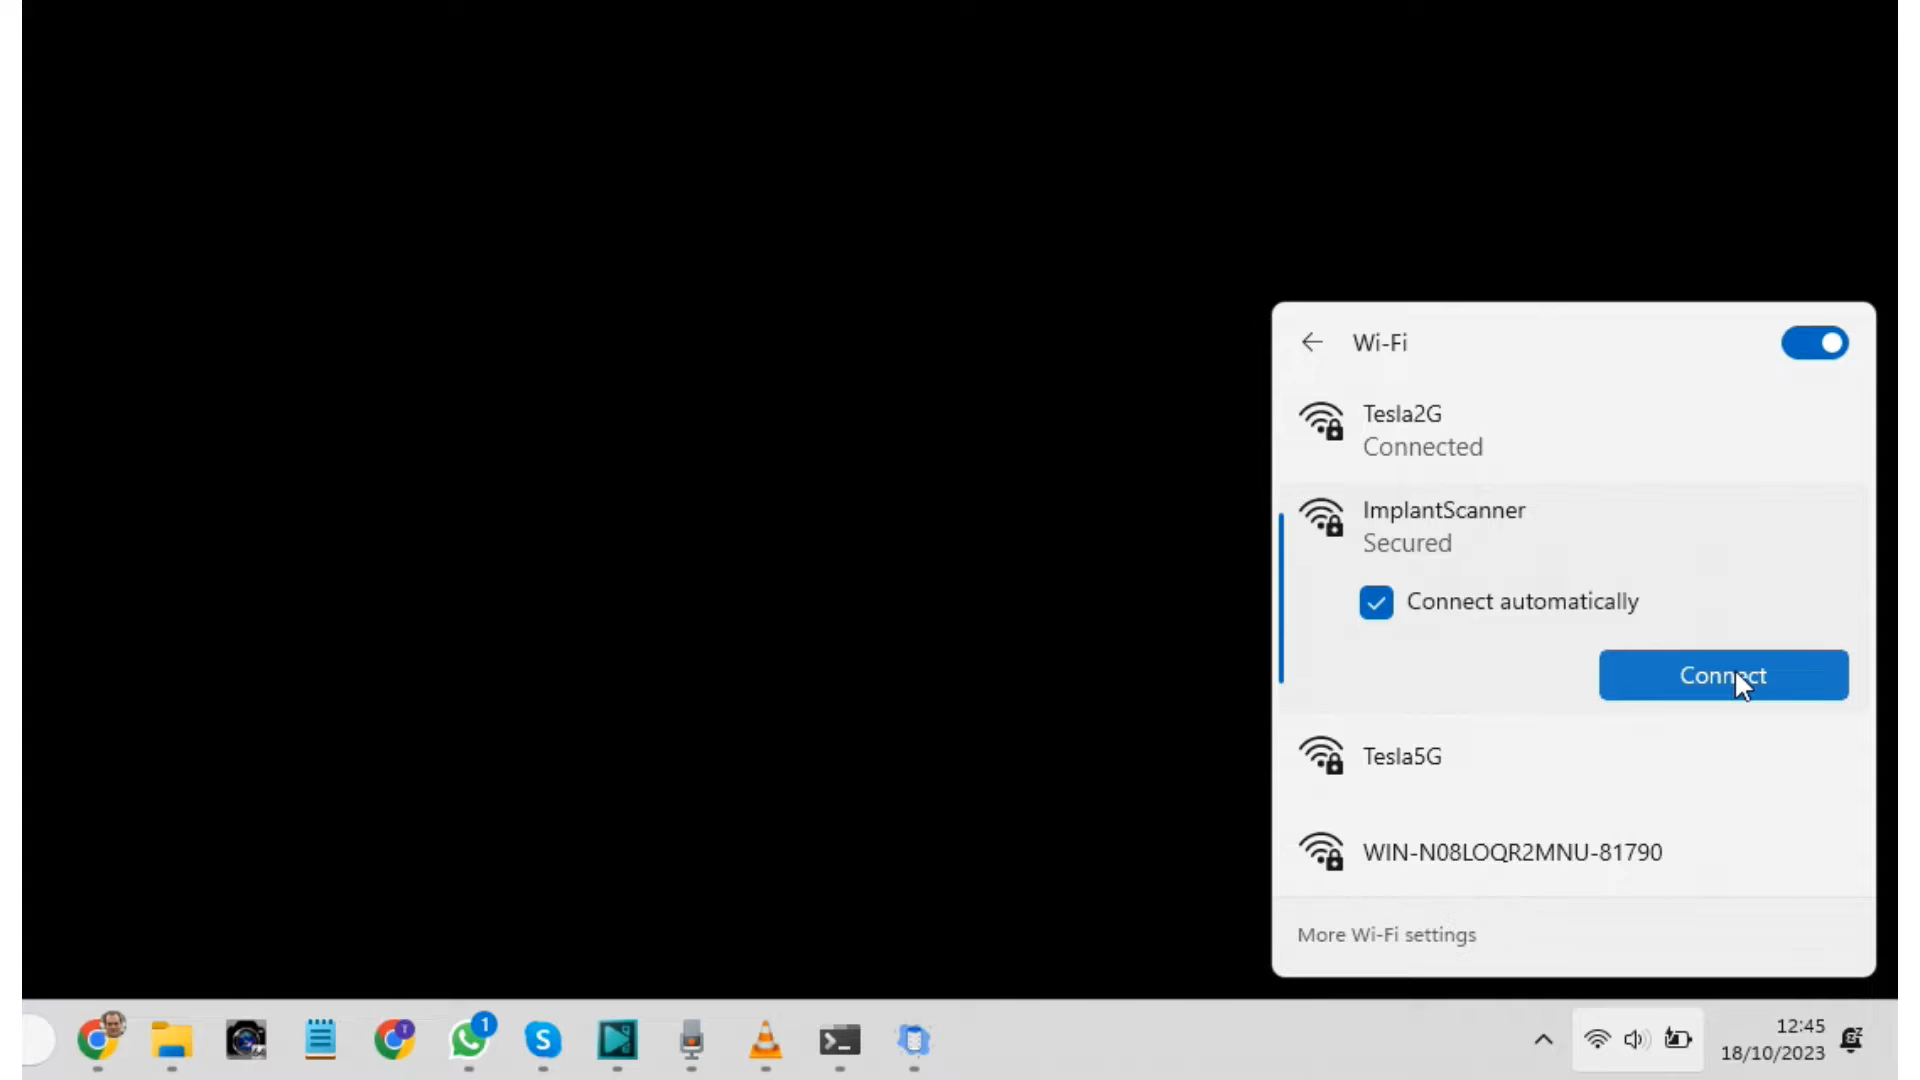 Wi-Fi
Tesla2G
Connected
ImplantScanner
Secured
Connect automatically
Connect
Tesla5G
WIN-N08LOQR2MNU-81790
More Wi-Fi settings
64
T
1
S
12:45
18/10/2023